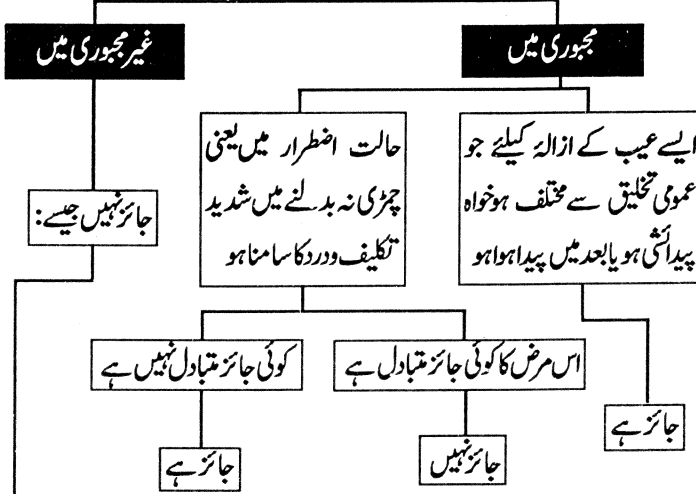 مجبوری میں
غیر مجبوری میں
ایسے عیب کے ازالۂ کیلئے جو
عمومی تخلیق سے مختلف ہو خواہ
پیدائشی ہو یا بعد میں پیدا ہوا ہو
حالت اضطرار میں یعنی
چمڑی نہ بدلنے میں شدید
تکلیف ودرد کا سامنا ہو
جائز نہیں جیسے:
اس مرض کا کوئی جائز متبادل ہے
کوئی جائز متبادل نہیں ہے
جائز ہے
جائز نہیں
جائز ہے